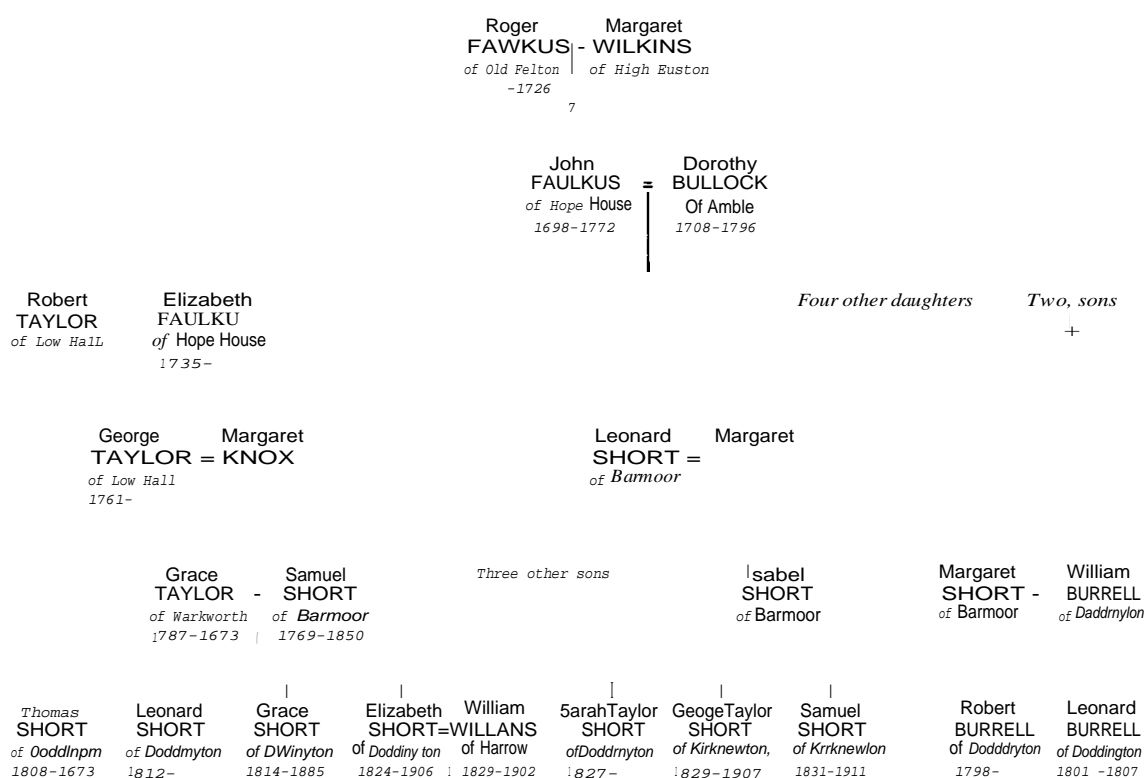 Roger Margaret
FAWKUS - WILKINS
of Old Felton of High Euston
-1726
7
John Dorothy
FAULKUS = BULLOCK
of Hope House Of Amble
1698-1772 1708-1796
Robert Elizabeth Four other daughters Two, sons
TAYLOR FAULKU +
of Low HalL of Hope House
1735-
George Margaret Leonard Margaret
TAYLOR = KNOX SHORT =
of Low Hall of Barmoor
1761-
Grace Samuel Three other sons Isabel Margaret William
TAYLOR - SHORT SHORT SHORT - BURRELL
of Warkworth of Barmoor of Barmoor of Barmoor of Daddrnylon
1787-1673 1769-1850
Thomas Leonard Grace Elizabeth William 5arahTaylor GeogeTaylor Samuel Robert Leonard
SHORT SHORT SHORT SHORT=WILLANS SHORT SHORT SHORT BURRELL BURRELL
of 0oddlnpm of Doddmyton of DWinyton of Doddiny ton of Harrow ofDoddrnyton of Kirknewton, of Krrknewlon of Dodddryton of Doddington
1808-1673 1812- 1814-1885 1824-1906 1829-1902 1827- 1829-1907 1831-1911 1798- 1801 -1807